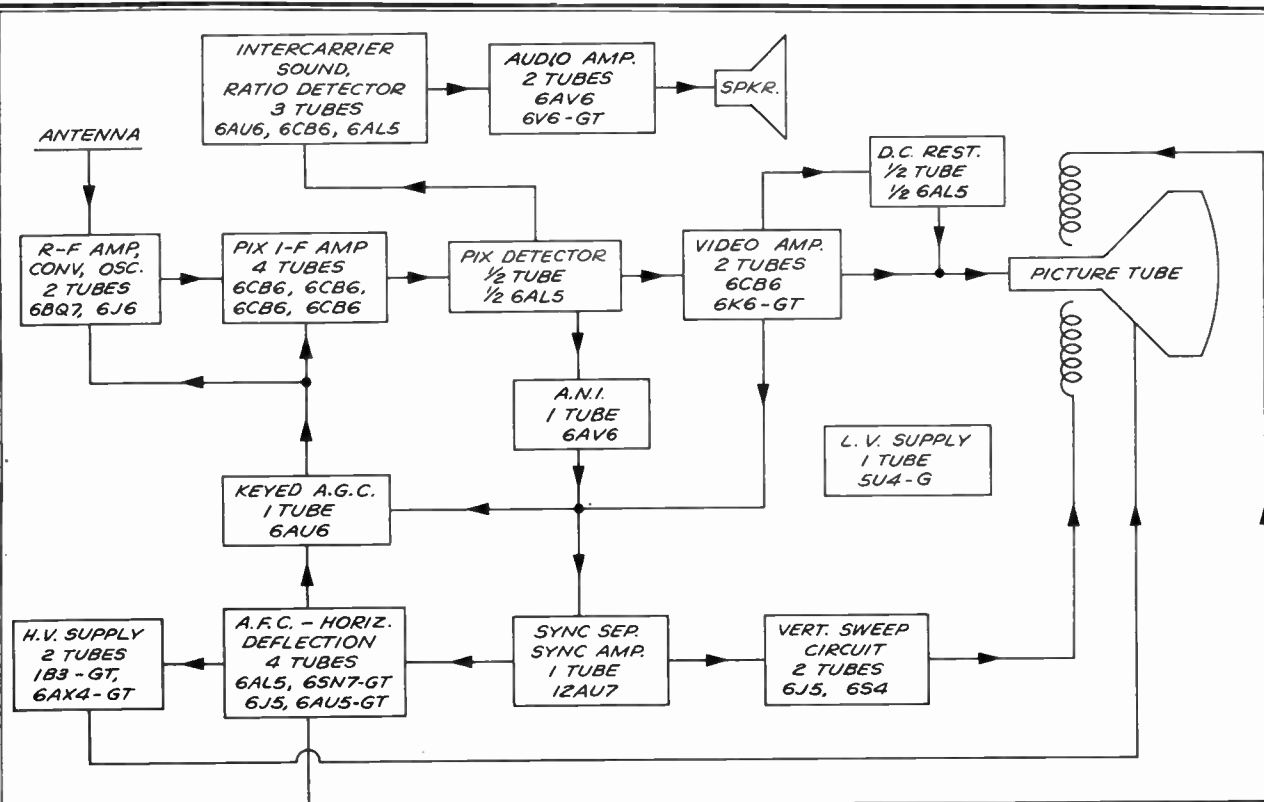 INTERCARRIER
SOUND,
RATIO DETECTOR
3 TUBES
6AU6, 6CB6, 6AL5
AUDIO AMP.
2 TUBES
6AV6
6V6-GT
SPKR.
ANTENNA
D.C. REST.
1/2 TUBE
1/2 6AL5
R-F AMP,
CONV, OSC.
2 TUBES
6BQ7, 6J6
PIX I-F AMP
4 TUBES
6CB6, 6CB6,
6CB6, 6CB6
PIX DETECTOR
1/2 TUBE
1/2 6AL5
VIDEO AMP.
2 TUBES
6CB6
6K6-GT
PICTURE TUBE
A.N.I.
1 TUBE
6AV6
L. V. SUPPLY
1 TUBE
5U4-G
KEYED A.G.C.
1 TUBE
6AU6
H.V. SUPPLY
2 TUBES
1B3-GT,
6AX4-GT
A.F.C. - HORIZ.
DEFLECTION
4 TUBES
6AL5, 6SN7-GT
6J5, 6AU5-GT
SYNC SEP.
SYNC AMP.
1 TUBE
12AU7
VERT. SWEEP
CIRCUIT
2 TUBES
6J5, 6S4